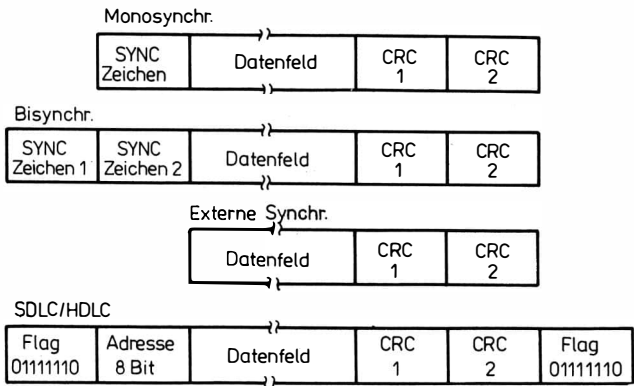 Monosynchr.
SYNC Zeichen Datenfeld CRC 1 CRC 2
Bisynchr.
SYNC Zeichen 1 SYNC Zeichen 2 Datenfeld CRC 1 CRC 2
Externe Synchr.
Datenfeld CRC 1 CRC 2
SDLC/HDLC
Flag 01111110 Adresse 8 Bit Datenfeld CRC 1 CRC 2 Flag 01111110